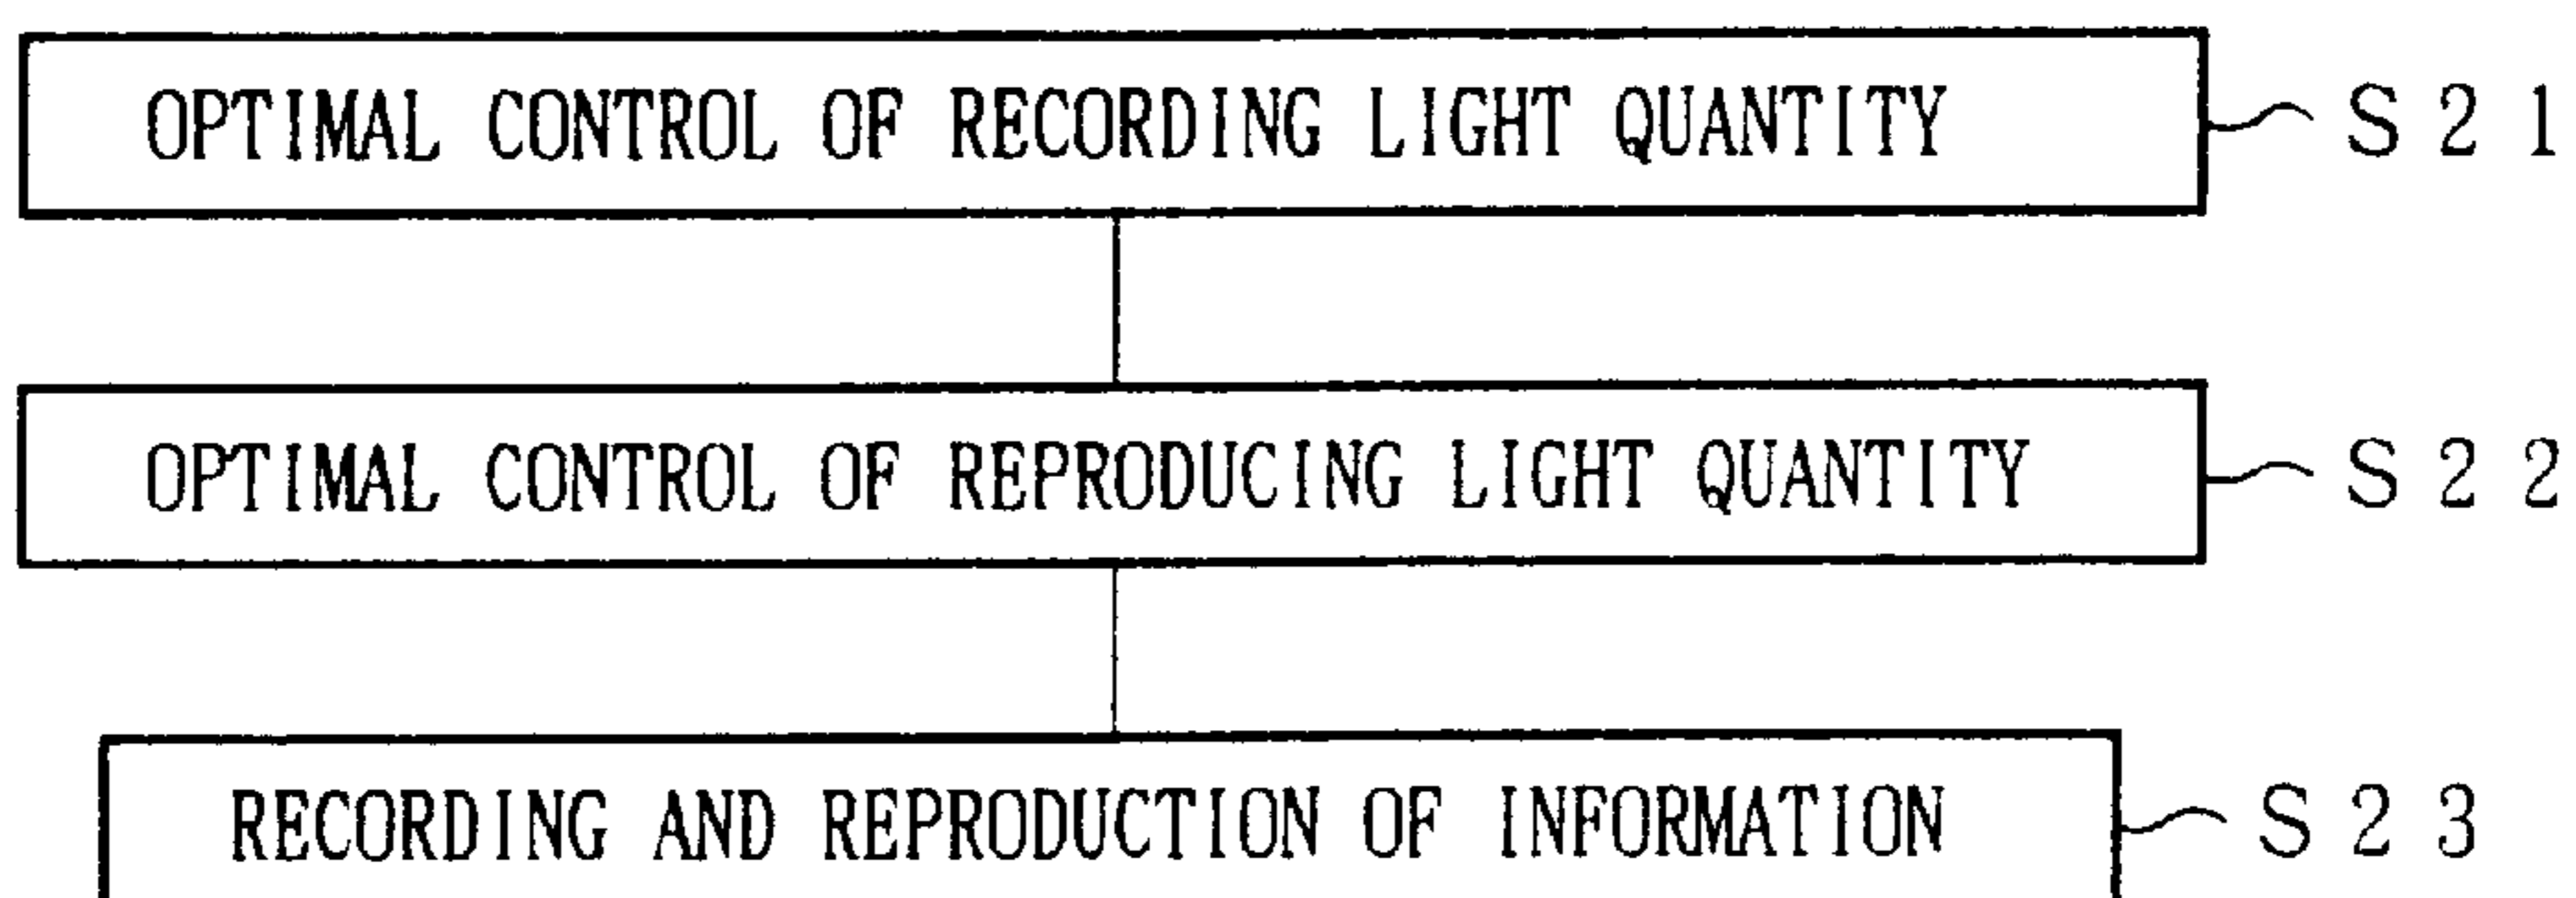 OPTIMAL CONTROL OF RECORDING LIGHT QUANTITY S21
OPTIMAL CONTROL OF REPRODUCING LIGHT QUANTITY S22
RECORDING AND REPRODUCTION OF INFORMATION S23